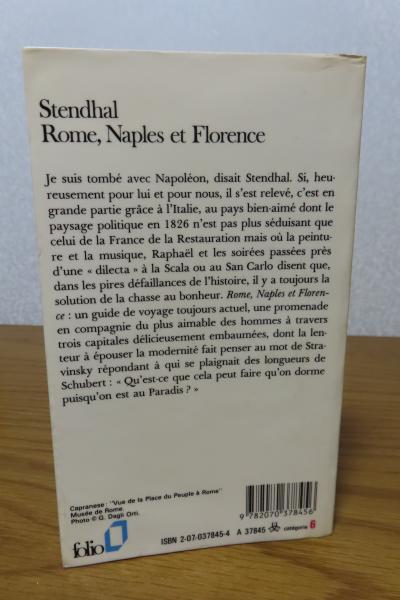 Stendhal
Rome, Naples et Florence
Je suis tombé avec Napoléon, disait Stendhal. Si, heu-
reusement pour lui et pour nous, il s'est relevé, c'est en
grande partie grâce à l'Italie, au pays bien-aimé dont le
paysage politique en 1826 n'est pas plus séduisant que
celui de la France de la Restauration mais où la peintu-
re et la musique, Raphaël et les soirées passées près
d'une « dilecta » à la Scala ou au San Carlo disent que,
dans les pires défaillances de l'histoire, il y a toujours la
solution de la chasse au bonheur. Rome, Naples et Floren-
ce : un guide de voyage toujours actuel, une promenade
en compagnie du plus aimable des hommes à travers
trois capitales délicieusement embaumées, dont la len-
teur à épouser la modernité fait penser au mot de Stra-
vinsky répondant à qui se plaignait des longueurs de
Schubert : « Qu'est-ce que cela peut faire qu'on dorme
puisqu'on est au Paradis ? »
Capranese : "Vue de la Place du Peuple à Rome"
Musée de Rome.
Photo © G. Dagli Orti.
folio
9 782070 378456
ISBN 2-07-037845-4 A 37845 catégorie 6